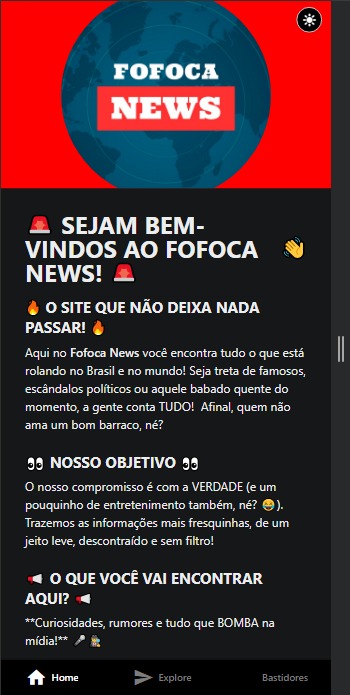 FOFOCA
NEWS
🚨 SEJAM BEM-
VINDOS AO FOFOCA 👋
NEWS! 🚨
🔥 O SITE QUE NÃO DEIXA NADA
PASSAR! 🔥
Aqui no Fofoca News você encontra tudo o que está
rolando no Brasil e no mundo! Seja treta de famosos,
escândalos políticos ou aquele babado quente do
momento, a gente conta TUDO!  Afinal, quem não
ama um bom barraco, né?
👀 NOSSO OBJETIVO 👀
O nosso compromisso é com a VERDADE (e um
pouquinho de entretenimento também, né? 😂).
Trazemos as informações mais fresquinhas, de um
jeito leve, descontraído e sem filtro!
📢 O QUE VOCÊ VAI ENCONTRAR
AQUI? 📢
**Curiosidades, rumores e tudo que BOMBA na
mídia!** 🎤🕵️
Home
Explore
Bastidores